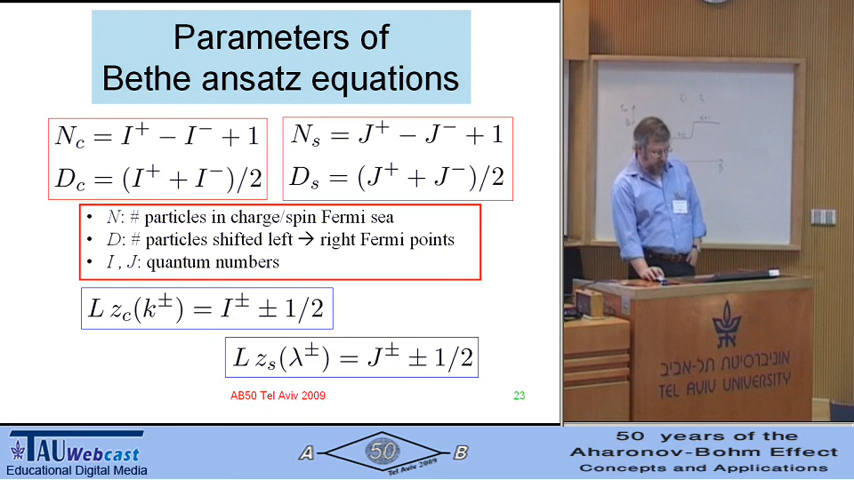 Parameters of
Bethe ansatz equations
N_c = I⁺ − I⁻ + 1
D_c = (I⁺ + I⁻)/2
N_s = J⁺ − J⁻ + 1
D_s = (J⁺ + J⁻)/2
• N: # particles in charge/spin Fermi sea
• D: # particles shifted left → right Fermi points
• I , J: quantum numbers
L z_c(k^±) = I^± ± 1/2
L z_s(λ^±) = J^± ± 1/2
AB50 Tel Aviv 2009
23
אוניברסיטת תל-אביב
TEL AVIV UNIVERSITY
TAU Webcast
Educational Digital Media
A 50 B
Tel Aviv 2009
50 years of the
Aharonov-Bohm Effect
Concepts and Applications